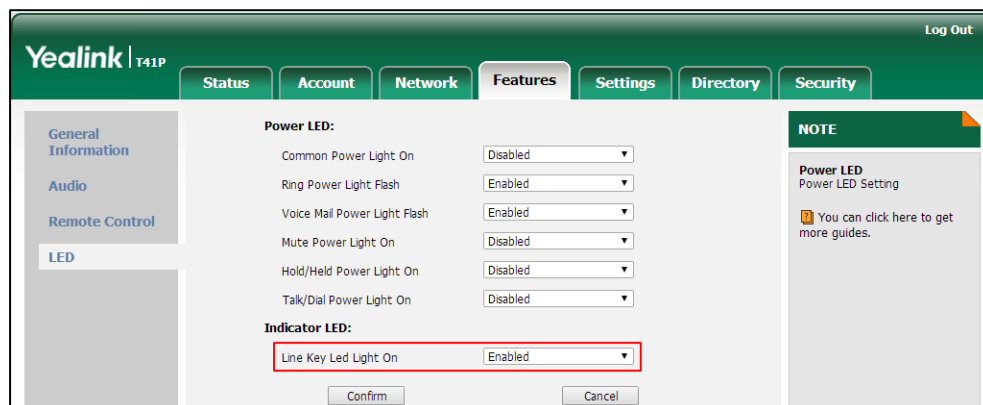 Log Out
Yealink T41P
Status Account Network Features Settings Directory Security
General
Information
Audio
Remote Control
LED
Power LED:
Common Power Light On Disabled
Ring Power Light Flash Enabled
Voice Mail Power Light Flash Enabled
Mute Power Light On Disabled
Hold/Held Power Light On Disabled
Talk/Dial Power Light On Disabled
Indicator LED:
Line Key Led Light On Enabled
Confirm Cancel
NOTE
Power LED
Power LED Setting
You can click here to get
more guides.